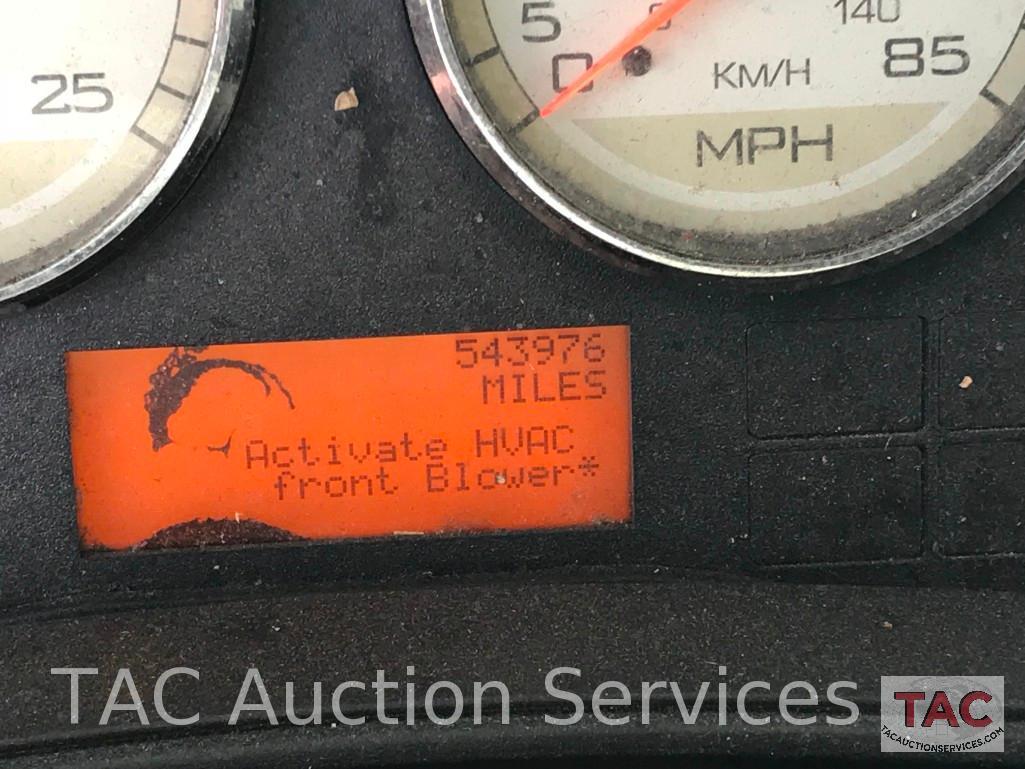 25
5
0
140
KM/H
85
MPH
543976
MILES
Activate HVAC
front Blower*
TAC Auction Services
TAC
TACAUCTIONSERVICES.COM